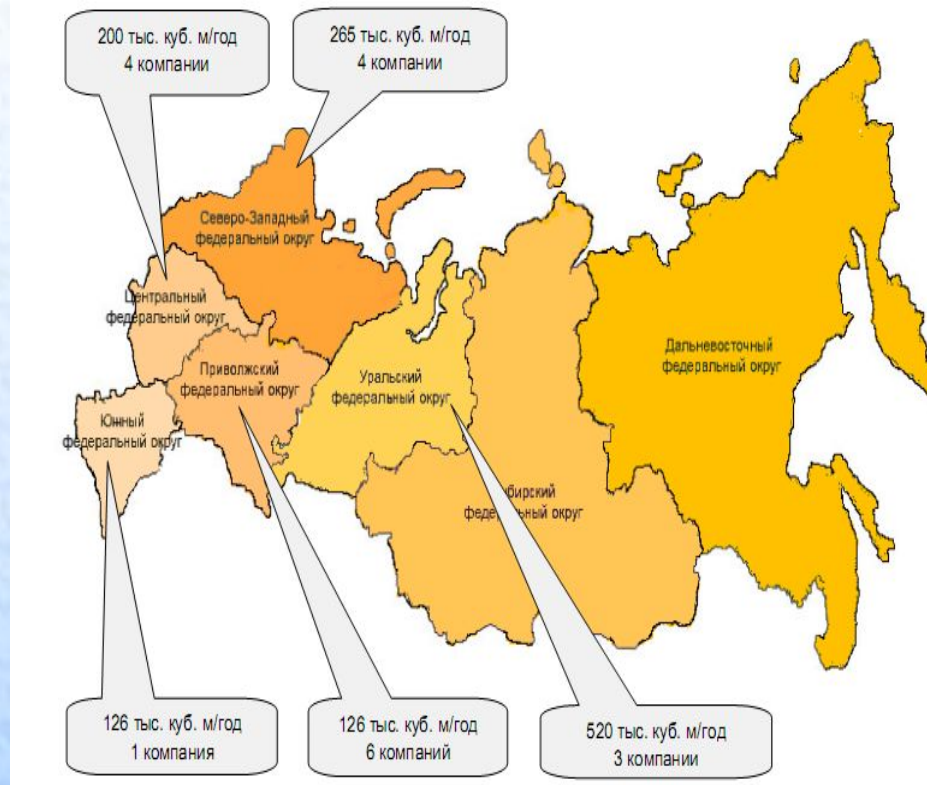 200 тыс. куб. м/год
4 компании
265 тыс. куб. м/год
4 компании
Северо-Западный
федеральный округ
Центральный
федеральный округ
Приволжский
федеральный округ
Уральский
федеральный округ
Дальневосточный
федеральный округ
Южный
федеральный округ
бирский
федеральный округ
126 тыс. куб. м/год
1 компания
126 тыс. куб. м/год
6 компаний
520 тыс. куб. м/год
3 компании